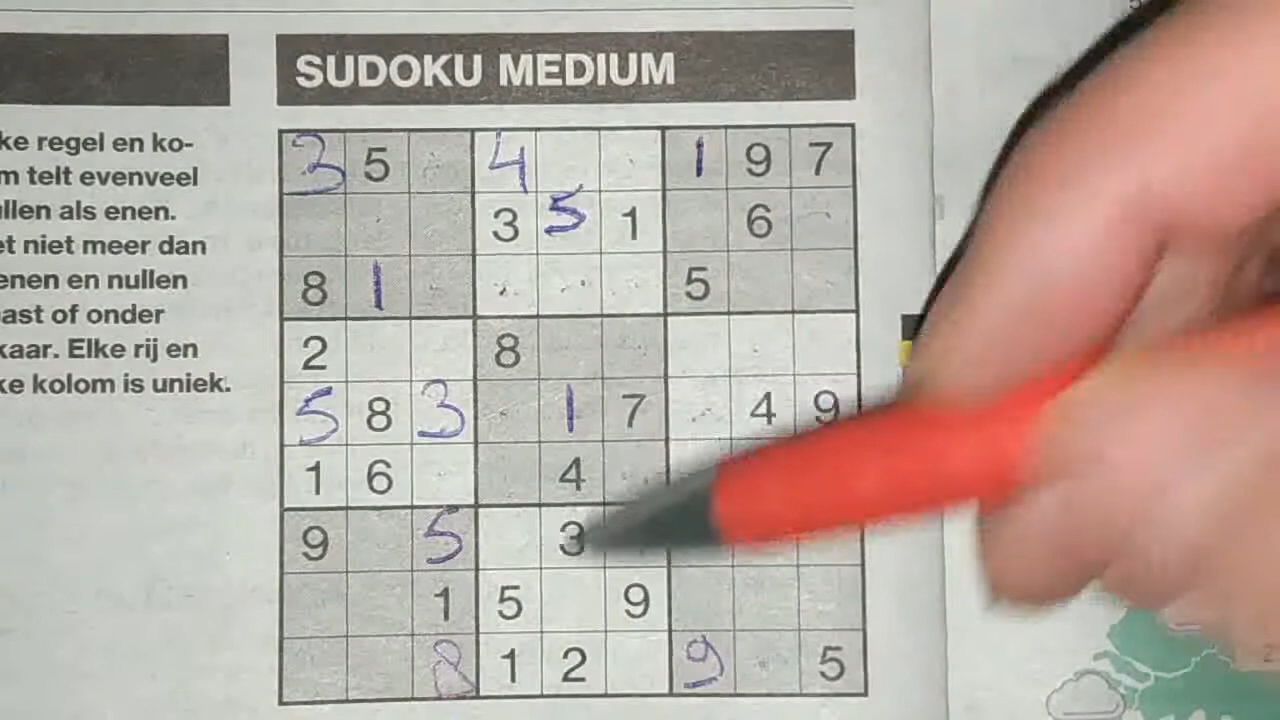 SUDOKU MEDIUM
ke regel en ko-
m telt evenveel
llen als enen.
et niet meer dan
enen en nullen
ast of onder
kaar. Elke rij en
ke kolom is uniek.
3 5 4 1 9 7
3 5 1 6
8 1 5
2 8
5 8 3 1 7 4 9
1 6 4
9 5 3
1 5 9
8 1 2 9 5